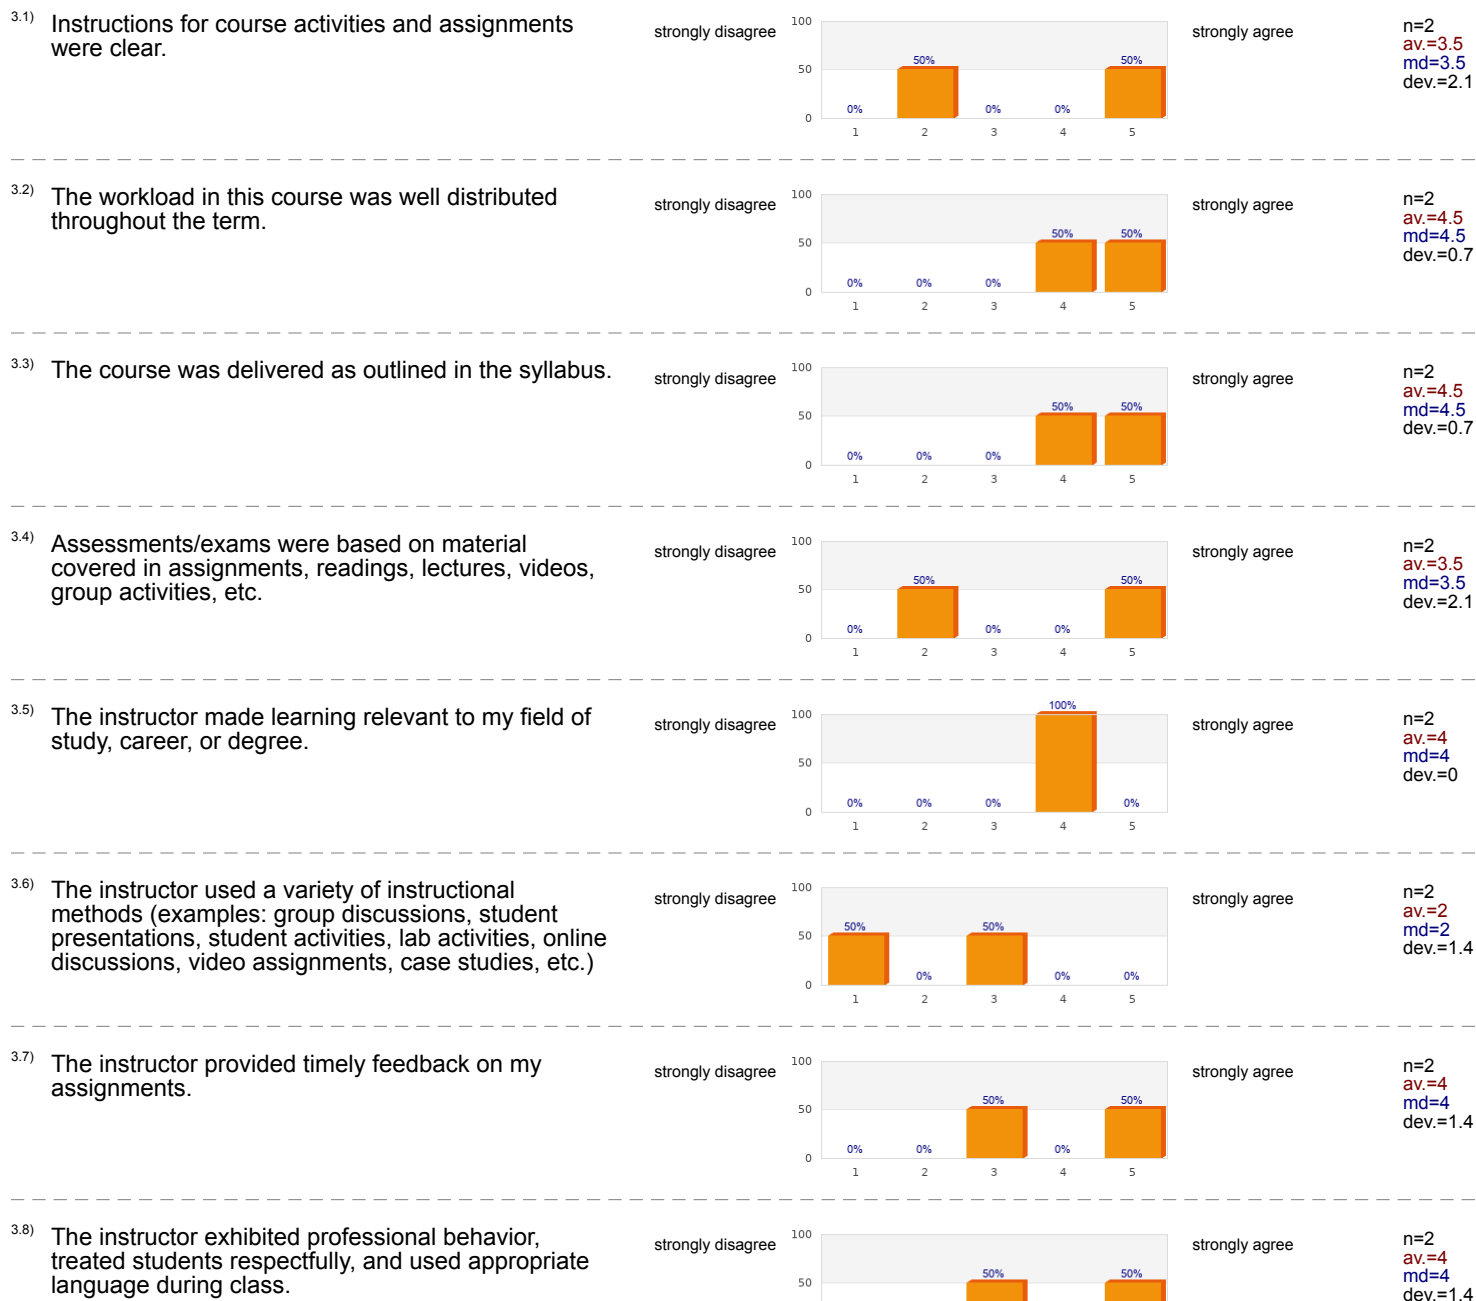 3.1) Instructions for course activities and assignments
were clear.
strongly disagree
100
50
0
0%
50%
0%
0%
50%
1 2 3 4 5
strongly agree
n=2
av.=3.5
md=3.5
dev.=2.1
3.2) The workload in this course was well distributed
throughout the term.
strongly disagree
100
50
0
0%
0%
0%
50%
50%
1 2 3 4 5
strongly agree
n=2
av.=4.5
md=4.5
dev.=0.7
3.3) The course was delivered as outlined in the syllabus.
strongly disagree
100
50
0
0%
0%
0%
50%
50%
1 2 3 4 5
strongly agree
n=2
av.=4.5
md=4.5
dev.=0.7
3.4) Assessments/exams were based on material
covered in assignments, readings, lectures, videos,
group activities, etc.
strongly disagree
100
50
0
0%
50%
0%
0%
50%
1 2 3 4 5
strongly agree
n=2
av.=3.5
md=3.5
dev.=2.1
3.5) The instructor made learning relevant to my field of
study, career, or degree.
strongly disagree
100
50
0
0%
0%
0%
100%
0%
1 2 3 4 5
strongly agree
n=2
av.=4
md=4
dev.=0
3.6) The instructor used a variety of instructional
methods (examples: group discussions, student
presentations, student activities, lab activities, online
discussions, video assignments, case studies, etc.)
strongly disagree
100
50
0
50%
0%
50%
0%
0%
1 2 3 4 5
strongly agree
n=2
av.=2
md=2
dev.=1.4
3.7) The instructor provided timely feedback on my
assignments.
strongly disagree
100
50
0
0%
0%
50%
0%
50%
1 2 3 4 5
strongly agree
n=2
av.=4
md=4
dev.=1.4
3.8) The instructor exhibited professional behavior,
treated students respectfully, and used appropriate
language during class.
strongly disagree
100
50
50%
50%
strongly agree
n=2
av.=4
md=4
dev.=1.4